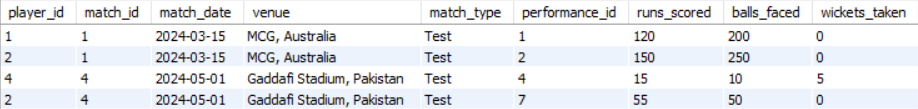 player_id match_id match_date venue match_type performance_id runs_scored balls_faced wickets_taken
1 1 2024-03-15 MCG, Australia Test 1 120 200 0
2 1 2024-03-15 MCG, Australia Test 2 150 250 0
4 4 2024-05-01 Gaddafi Stadium, Pakistan Test 4 15 10 5
2 4 2024-05-01 Gaddafi Stadium, Pakistan Test 7 55 50 0